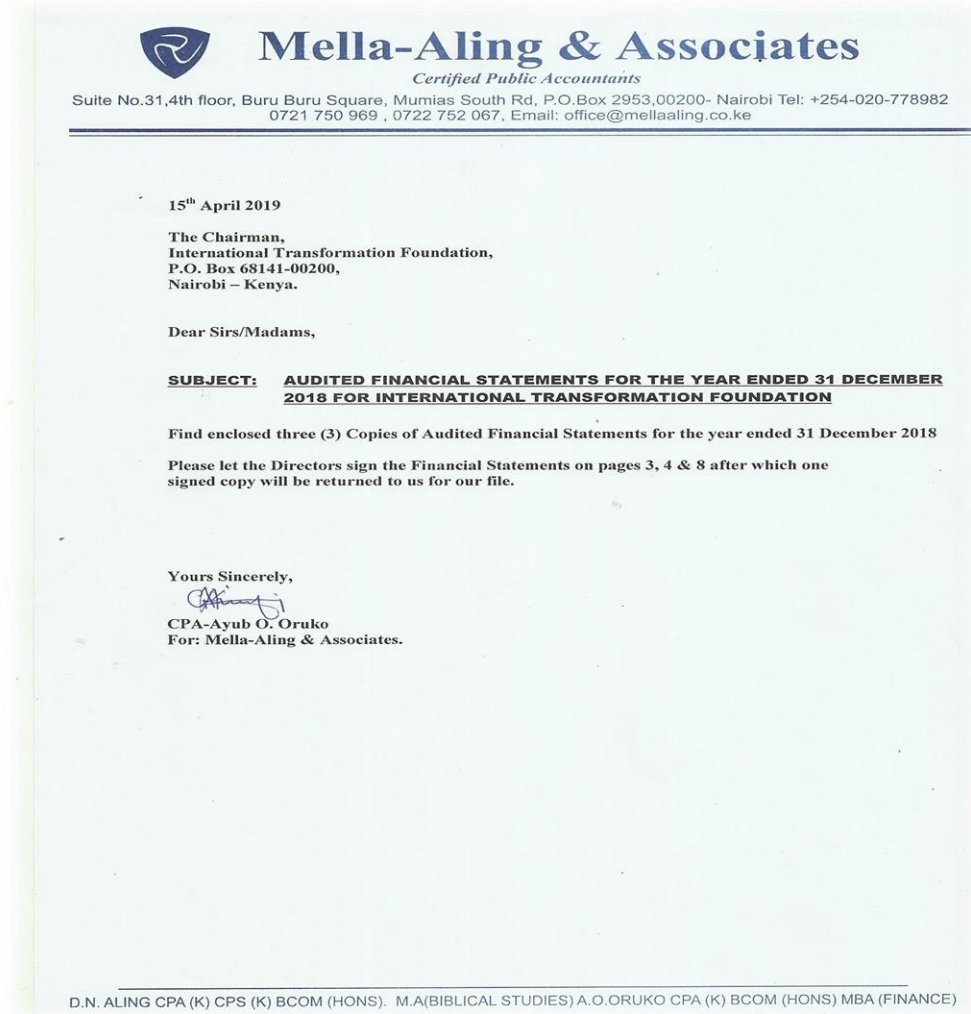 Mella-Aling & Associates
Certified Public Accountants
Suite No.31,4th floor, Buru Buru Square, Mumias South Rd, P.O.Box 2953,00200- Nairobi Tel: +254-020-778982
0721 750 969 , 0722 752 067, Email: office@mellaaling.co.ke
15th April 2019
The Chairman,
International Transformation Foundation,
P.O. Box 68141-00200,
Nairobi – Kenya.
Dear Sirs/Madams,
SUBJECT: AUDITED FINANCIAL STATEMENTS FOR THE YEAR ENDED 31 DECEMBER
2018 FOR INTERNATIONAL TRANSFORMATION FOUNDATION
Find enclosed three (3) Copies of Audited Financial Statements for the year ended 31 December 2018
Please let the Directors sign the Financial Statements on pages 3, 4 & 8 after which one
signed copy will be returned to us for our file.
Yours Sincerely,
CPA-Ayub O. Oruko
For: Mella-Aling & Associates.
D.N. ALING CPA (K) CPS (K) BCOM (HONS). M.A(BIBLICAL STUDIES) A.O.ORUKO CPA (K) BCOM (HONS) MBA (FINANCE)